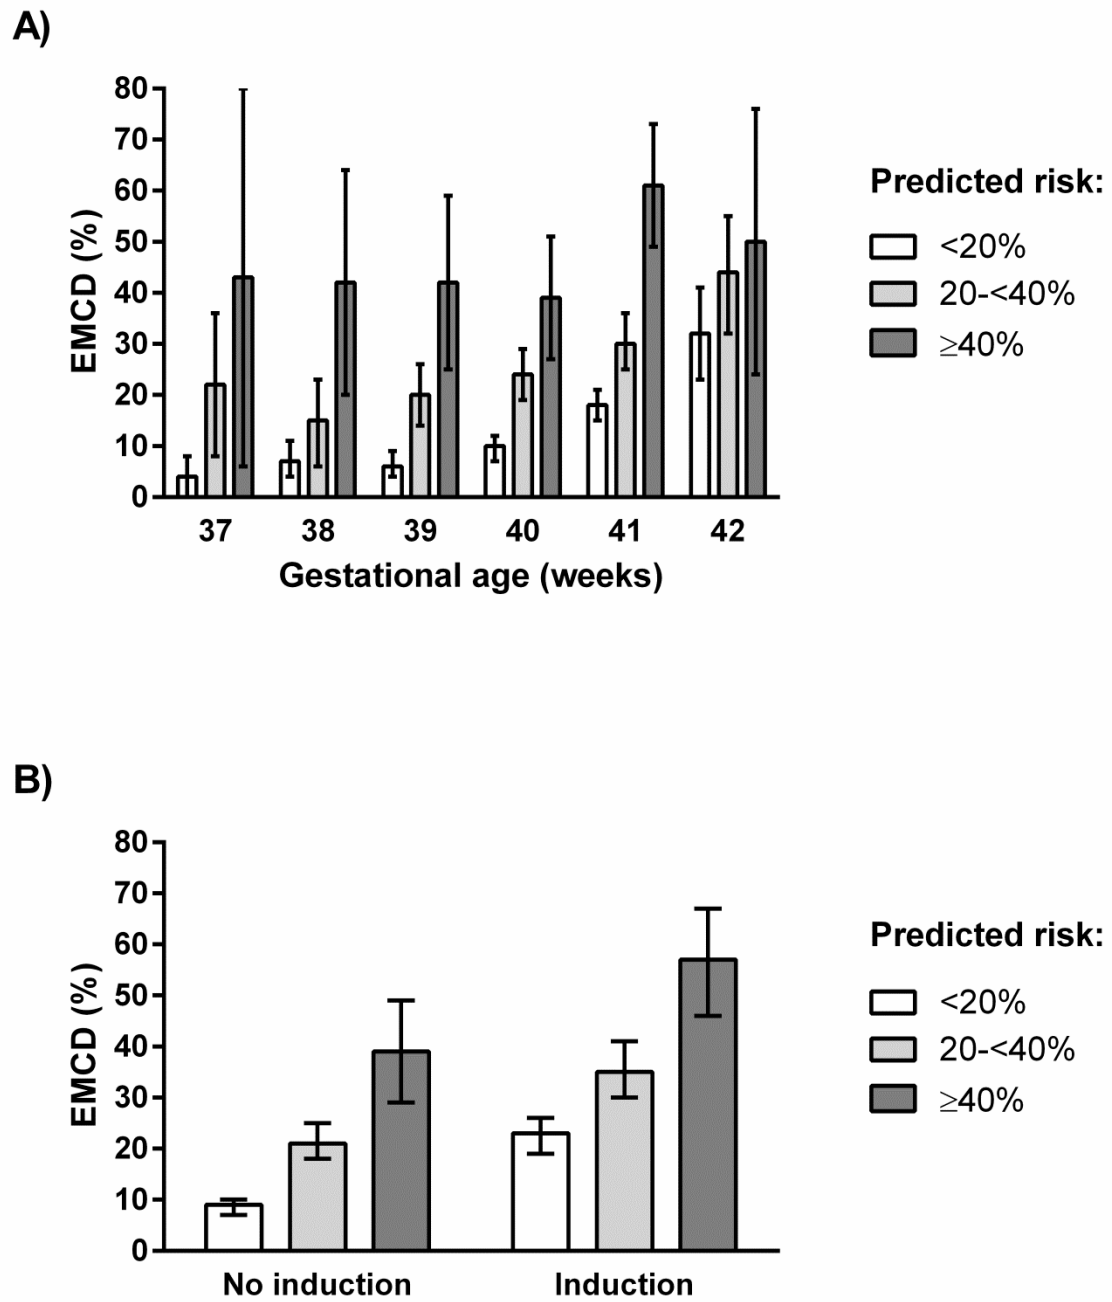 A)
80
70
60
50
40
30
20
10
0
EMCD (%)
37 38 39 40 41 42
Gestational age (weeks)
Predicted risk:
<20%
20-<40%
≥40%
B)
80
70
60
50
40
30
20
10
0
EMCD (%)
No induction Induction
Predicted risk:
<20%
20-<40%
≥40%